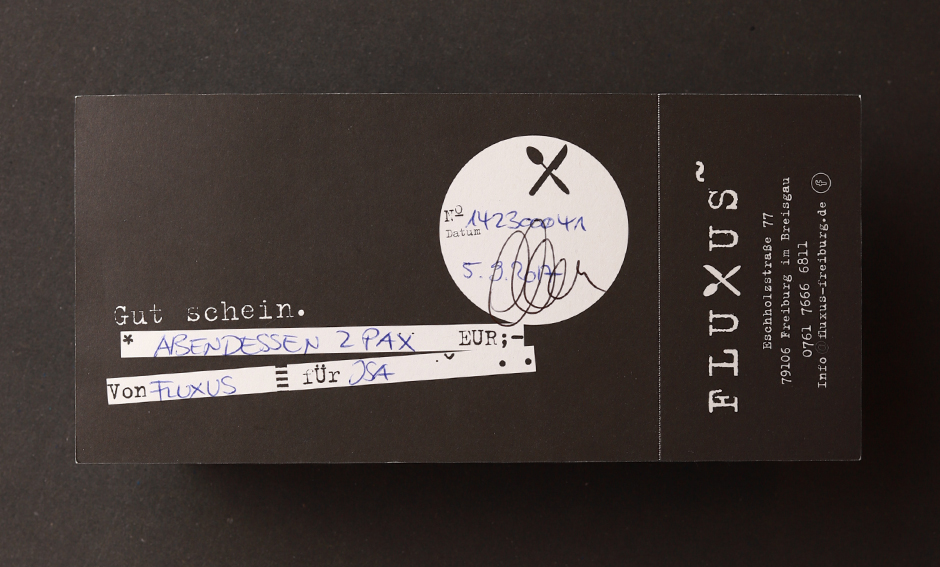 Nº 142300041
Datum
5.9.2017
Gut schein.
* ABENDESSEN 2 PAX EUR;-
Von FLUXUS für ISA
FLUXUS~
Eschholzstraße 77
79106 Freiburg im Breisgau
0761 7666 6811
Info@fluxus-freiburg.de f